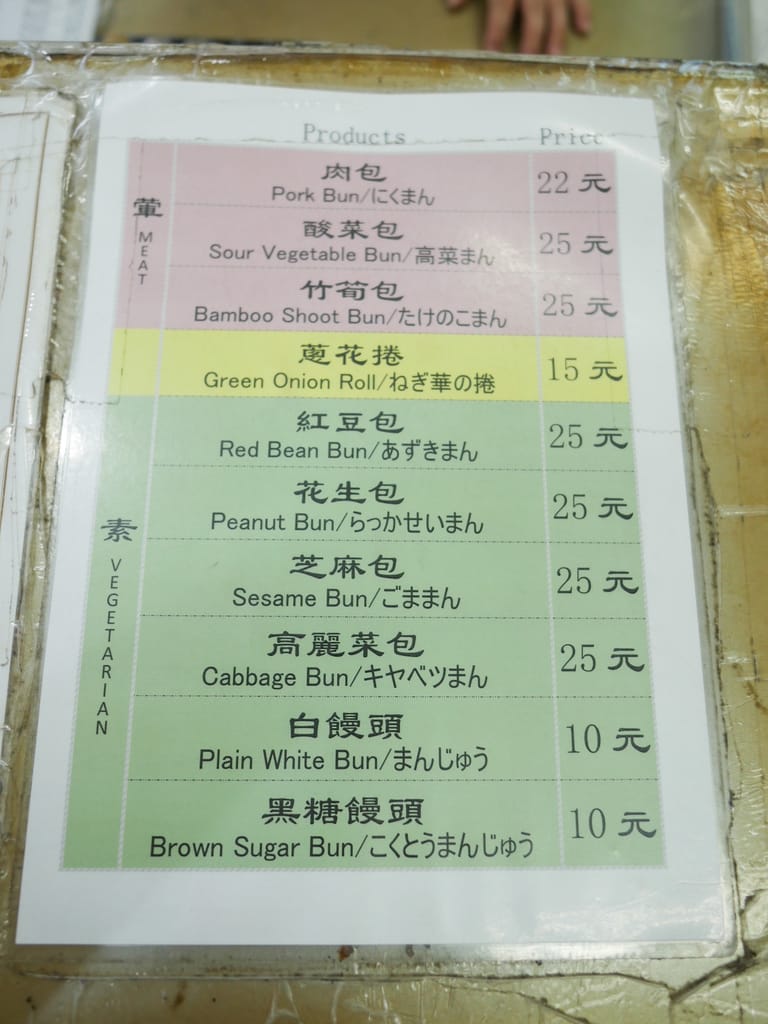 Products Price
葷
MEAT
肉包
Pork Bun/にくまん
22 元
酸菜包
Sour Vegetable Bun/高菜まん
25 元
竹筍包
Bamboo Shoot Bun/たけのこまん
25 元
蔥花捲
Green Onion Roll/ねぎ華の捲
15 元
素
VEGETARIAN
紅豆包
Red Bean Bun/あずきまん
25 元
花生包
Peanut Bun/らっかせいまん
25 元
芝麻包
Sesame Bun/ごままん
25 元
高麗菜包
Cabbage Bun/キヤベツまん
25 元
白饅頭
Plain White Bun/まんじゅう
10 元
黑糖饅頭
Brown Sugar Bun/こくとうまんじゅう
10 元